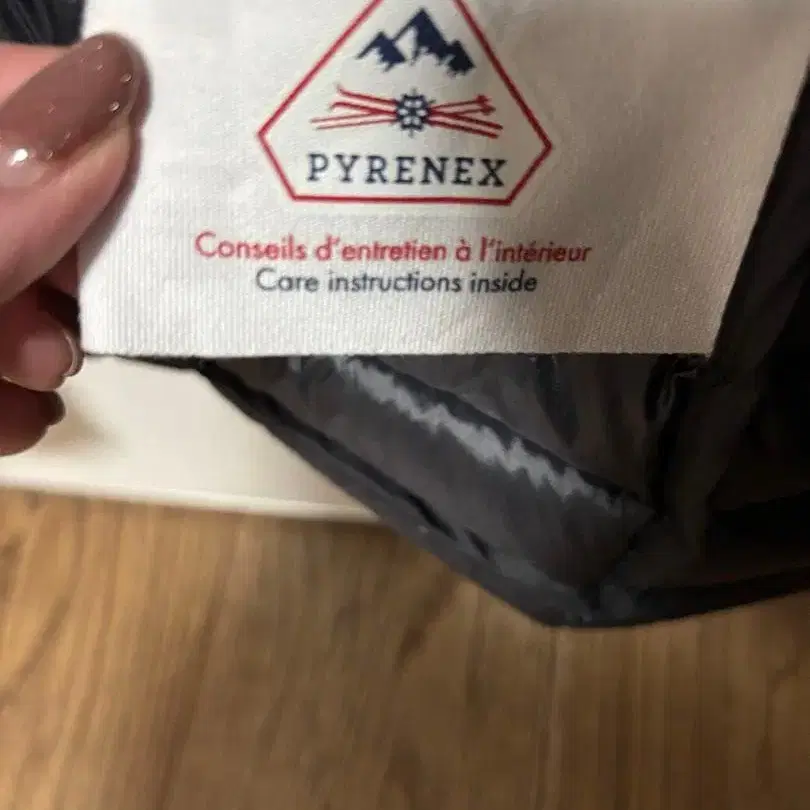 PYRENEX
Conseils d'entretien à l'intérieur
Care instructions inside